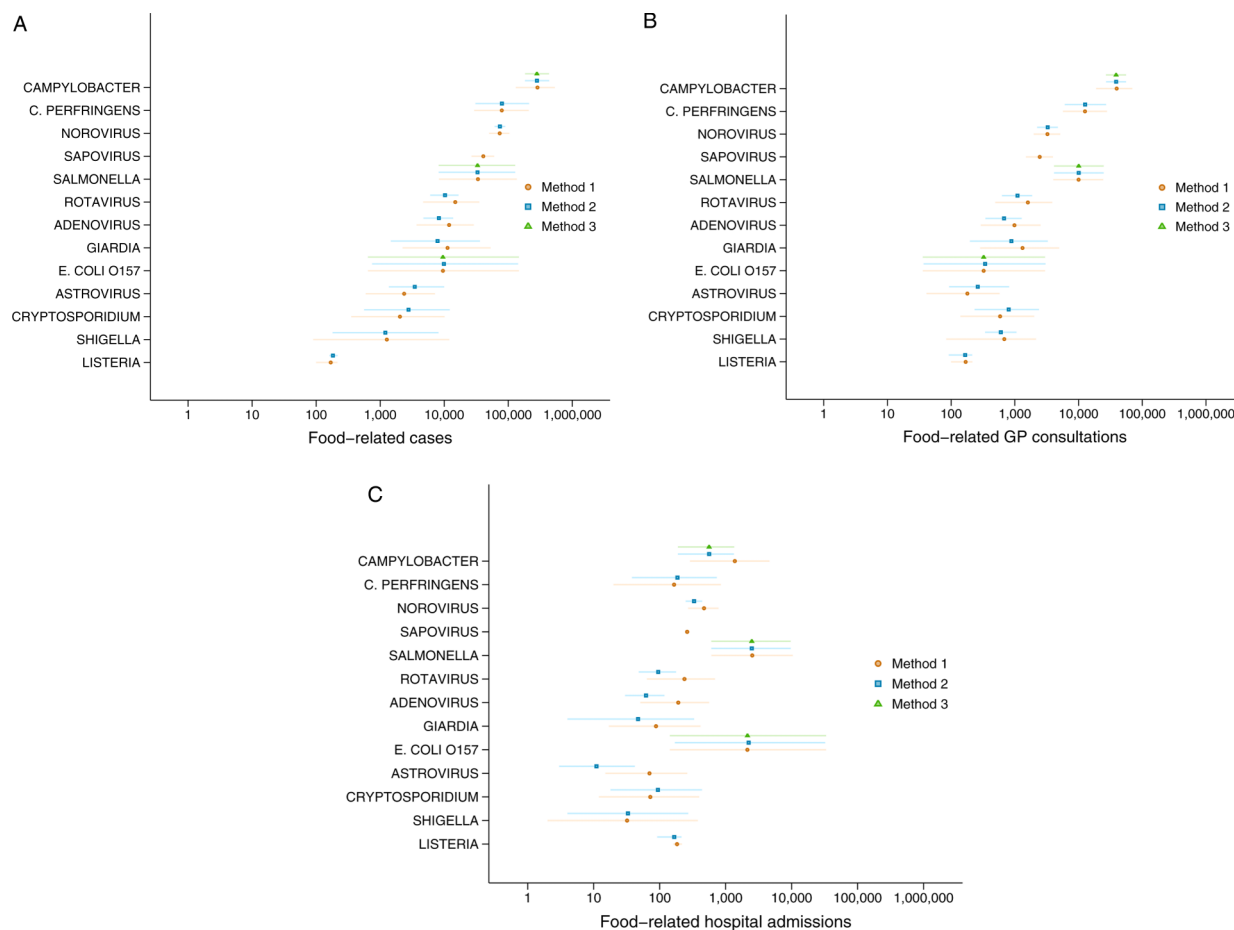 A
CAMPYLOBACTER
C. PERFRINGENS
NOROVIRUS
SAPOVIRUS
SALMONELLA
ROTAVIRUS
ADENOVIRUS
GIARDIA
E. COLI O157
ASTROVIRUS
CRYPTOSPORIDIUM
SHIGELLA
LISTERIA
Method 1
Method 2
Method 3
1 10 100 1,000 10,000 100,000 1,000,000
Food–related cases
B
CAMPYLOBACTER
C. PERFRINGENS
NOROVIRUS
SAPOVIRUS
SALMONELLA
ROTAVIRUS
ADENOVIRUS
GIARDIA
E. COLI O157
ASTROVIRUS
CRYPTOSPORIDIUM
SHIGELLA
LISTERIA
Method 1
Method 2
Method 3
1 10 100 1,000 10,000 100,000 1,000,000
Food–related GP consultations
C
CAMPYLOBACTER
C. PERFRINGENS
NOROVIRUS
SAPOVIRUS
SALMONELLA
ROTAVIRUS
ADENOVIRUS
GIARDIA
E. COLI O157
ASTROVIRUS
CRYPTOSPORIDIUM
SHIGELLA
LISTERIA
Method 1
Method 2
Method 3
1 10 100 1,000 10,000 100,000 1,000,000
Food–related hospital admissions